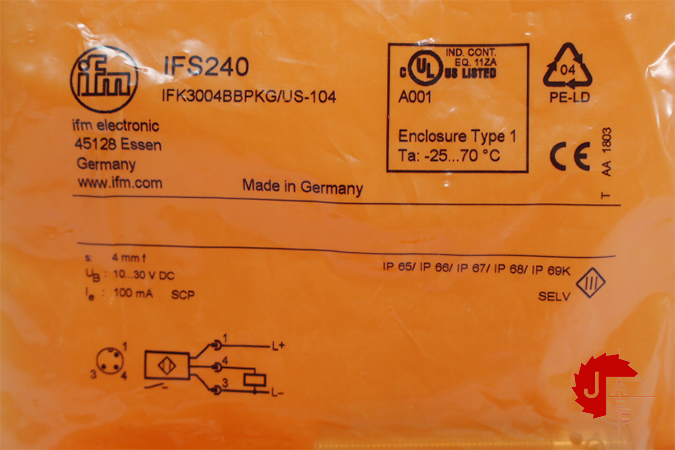 ifm
IFS240
IFK3004BBPKG/US-104
ifm electronic
45128 Essen
Germany
www.ifm.com
Made in Germany
IND. CONT.
EQ. 11ZA
C UL US LISTED
A001
Enclosure Type 1
Ta: -25...70 °C
04
PE-LD
CE
T AA 1803
s: 4 mm f
UB: 10...30 V DC
Ie: 100 mA SCP
IP 65/ IP 66/ IP 67/ IP 68/ IP 69K
III
SELV
1
3 4
1 L+
4
3 L-
J